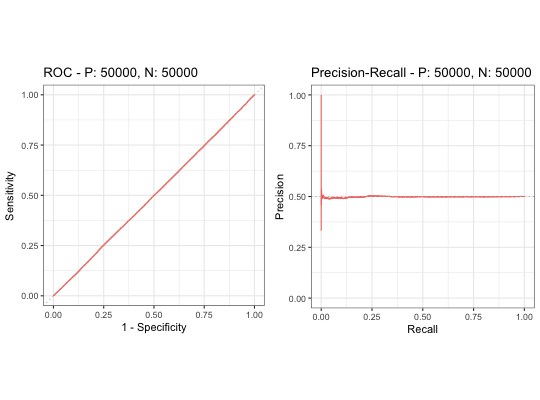 ROC - P: 50000, N: 50000
1.00
0.75
0.50
0.25
0.00
Sensitivity
0.00 0.25 0.50 0.75 1.00
1 - Specificity
Precision-Recall - P: 50000, N: 50000
1.00
0.75
0.50
0.25
0.00
Precision
0.00 0.25 0.50 0.75 1.00
Recall